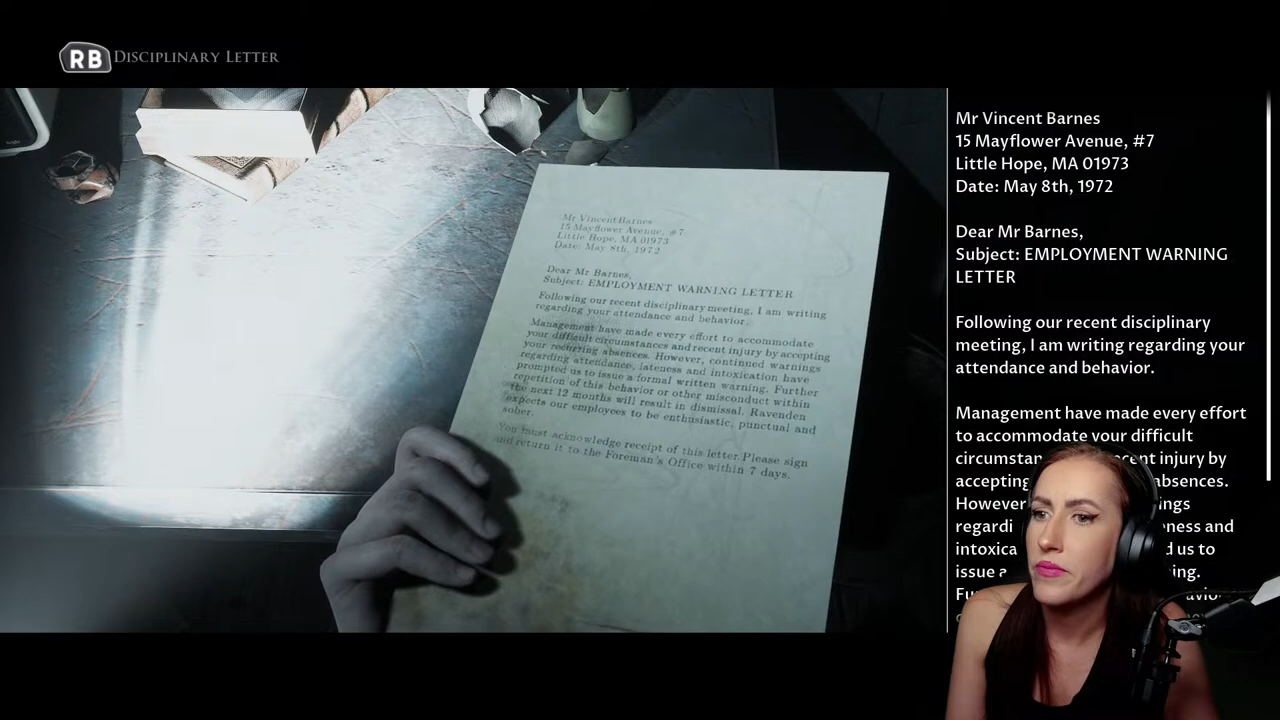 RB DISCIPLINARY LETTER
Mr Vincent Barnes
15 Mayflower Avenue, #7
Little Hope, MA 01973
Date: May 8th, 1972
Dear Mr Barnes,
Subject: EMPLOYMENT WARNING LETTER
Following our recent disciplinary meeting, I am writing
regarding your attendance and behavior.
Management have made every effort to accommodate
your difficult circumstances and recent injury by accepting
your recurring absences. However, continued warnings
regarding attendance, lateness and intoxication have
prompted us to issue a formal written warning. Further
repetition of this behavior or other misconduct within
the next 12 months will result in dismissal. Ravenden
expects our employees to be enthusiastic, punctual and
sober.
You must acknowledge receipt of this letter. Please sign
and return it to the Foreman's Office within 7 days.
Mr Vincent Barnes
15 Mayflower Avenue, #7
Little Hope, MA 01973
Date: May 8th, 1972
Dear Mr Barnes,
Subject: EMPLOYMENT WARNING
LETTER
Following our recent disciplinary
meeting, I am writing regarding your
attendance and behavior.
Management have made every effort
to accommodate your difficult
injury by
accepting absences.
However
and
us to
issue a